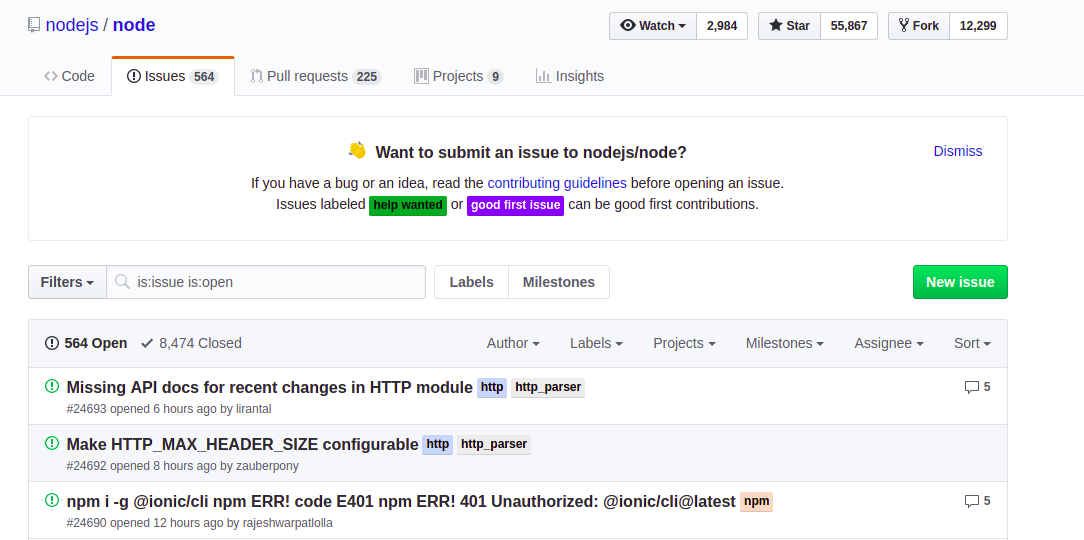 nodejs / node
Watch 2,984 Star 55,867 Fork 12,299
Code Issues 564 Pull requests 225 Projects 9 Insights
Want to submit an issue to nodejs/node?
Dismiss
If you have a bug or an idea, read the contributing guidelines before opening an issue.
Issues labeled help wanted or good first issue can be good first contributions.
Filters is:issue is:open Labels Milestones New issue
564 Open 8,474 Closed Author Labels Projects Milestones Assignee Sort
Missing API docs for recent changes in HTTP module http http_parser 5
#24693 opened 6 hours ago by lirantal
Make HTTP_MAX_HEADER_SIZE configurable http http_parser
#24692 opened 8 hours ago by zauberpony
npm i -g @ionic/cli npm ERR! code E401 npm ERR! 401 Unauthorized: @ionic/cli@latest npm 5
#24690 opened 12 hours ago by rajeshwarpatlolla